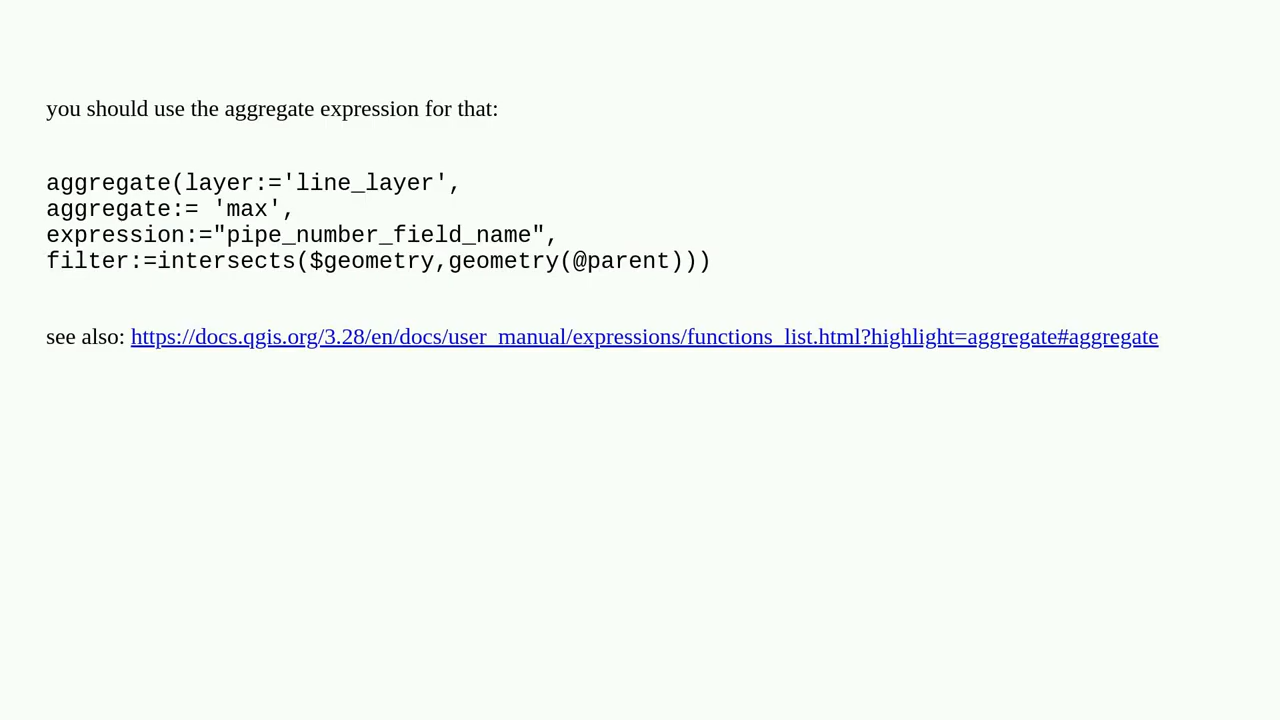 you should use the aggregate expression for that:
aggregate(layer:='line_layer',
aggregate:= 'max',
expression:="pipe_number_field_name",
filter:=intersects($geometry,geometry(@parent)))
see also: https://docs.qgis.org/3.28/en/docs/user_manual/expressions/functions_list.html?highlight=aggregate#aggregate